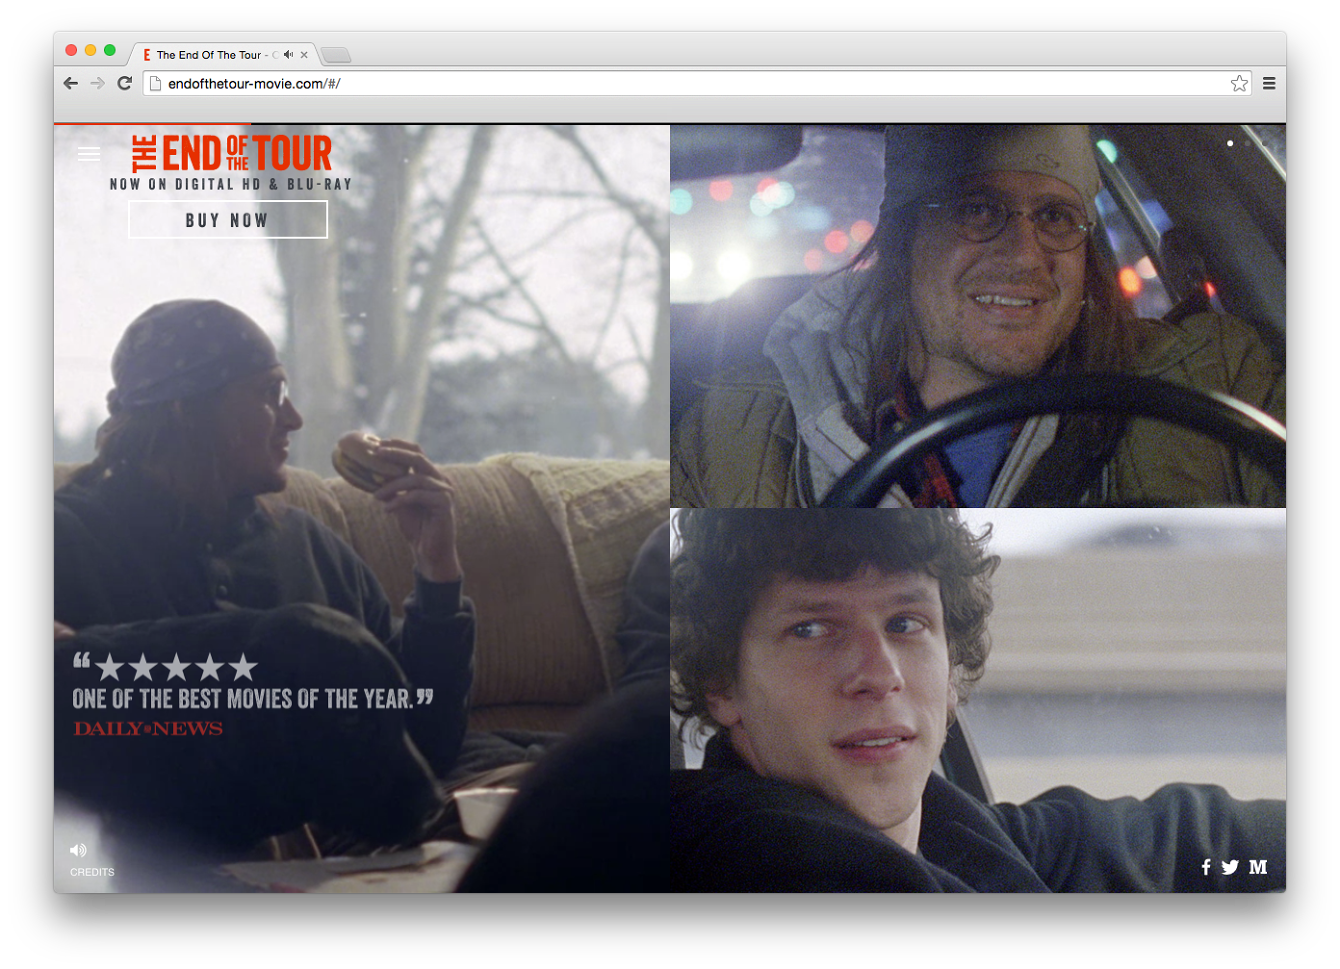 E The End Of The Tour - C
endofthetour-movie.com/#/
THE END OF THE TOUR
NOW ON DIGITAL HD & BLU-RAY
BUY NOW
“★★★★★
ONE OF THE BEST MOVIES OF THE YEAR.”
DAILY NEWS
CREDITS
f M